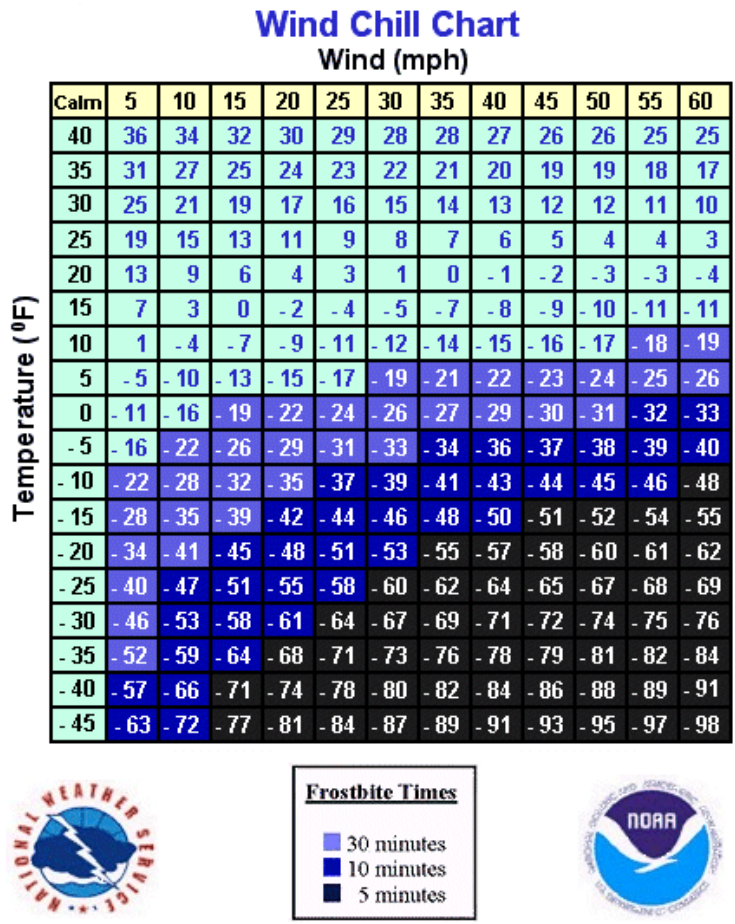 Wind Chill Chart
Wind (mph)
Calm 5 10 15 20 25 30 35 40 45 50 55 60
40 36 34 32 30 29 28 28 27 26 26 25 25
35 31 27 25 24 23 22 21 20 19 19 18 17
30 25 21 19 17 16 15 14 13 12 12 11 10
25 19 15 13 11 9 8 7 6 5 4 4 3
20 13 9 6 4 3 1 0 - 1 - 2 - 3 - 3 - 4
15 7 3 0 - 2 - 4 - 5 - 7 - 8 - 9 - 10 - 11 - 11
10 1 - 4 - 7 - 9 - 11 - 12 - 14 - 15 - 16 - 17 - 18 - 19
5 - 5 - 10 - 13 - 15 - 17 - 19 - 21 - 22 - 23 - 24 - 25 - 26
0 - 11 - 16 - 19 - 22 - 24 - 26 - 27 - 29 - 30 - 31 - 32 - 33
- 5 - 16 - 22 - 26 - 29 - 31 - 33 - 34 - 36 - 37 - 38 - 39 - 40
- 10 - 22 - 28 - 32 - 35 - 37 - 39 - 41 - 43 - 44 - 45 - 46 - 48
- 15 - 28 - 35 - 39 - 42 - 44 - 46 - 48 - 50 - 51 - 52 - 54 - 55
- 20 - 34 - 41 - 45 - 48 - 51 - 53 - 55 - 57 - 58 - 60 - 61 - 62
- 25 - 40 - 47 - 51 - 55 - 58 - 60 - 62 - 64 - 65 - 67 - 68 - 69
- 30 - 46 - 53 - 58 - 61 - 64 - 67 - 69 - 71 - 72 - 74 - 75 - 76
- 35 - 52 - 59 - 64 - 68 - 71 - 73 - 76 - 78 - 79 - 81 - 82 - 84
- 40 - 57 - 66 - 71 - 74 - 78 - 80 - 82 - 84 - 86 - 88 - 89 - 91
- 45 - 63 - 72 - 77 - 81 - 84 - 87 - 89 - 91 - 93 - 95 - 97 - 98
Temperature (ºF)
NATIONAL WEATHER SERVICE
Frostbite Times
30 minutes
10 minutes
5 minutes
NOAA